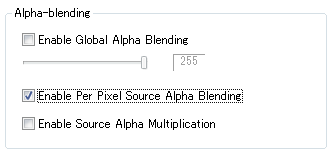 Alpha-blending
Enable Global Alpha Blending
255
Enable Per Pixel Source Alpha Blending
Enable Source Alpha Multiplication